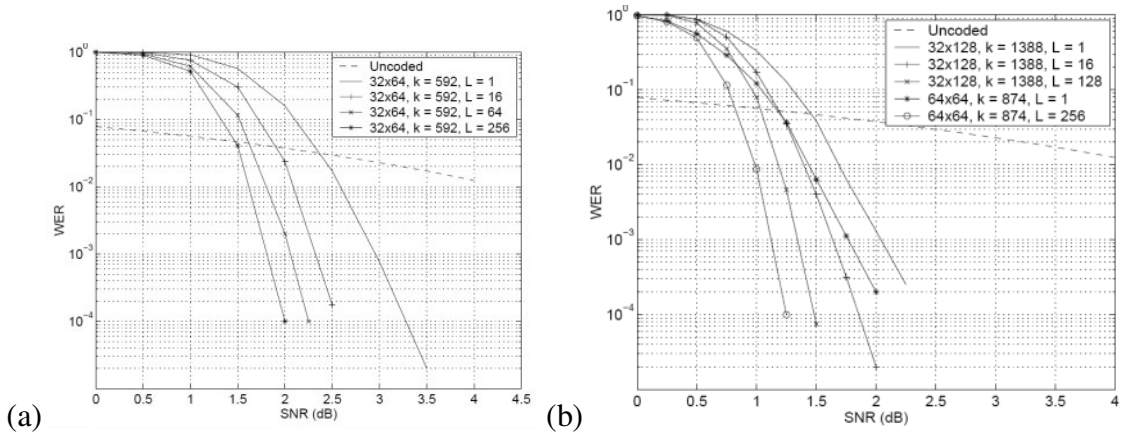 10^0
10^-1
10^-2
10^-3
10^-4
WER
0 0.5 1 1.5 2 2.5 3 3.5 4 4.5
SNR (dB)
Uncoded
32x64, k = 592, L = 1
32x64, k = 592, L = 16
32x64, k = 592, L = 64
32x64, k = 592, L = 256
(a)
10^0
10^-1
10^-2
10^-3
10^-4
WER
0 0.5 1 1.5 2 2.5 3 3.5 4
SNR (dB)
Uncoded
32x128, k = 1388, L = 1
32x128, k = 1388, L = 16
32x128, k = 1388, L = 128
64x64, k = 874, L = 1
64x64, k = 874, L = 256
(b)